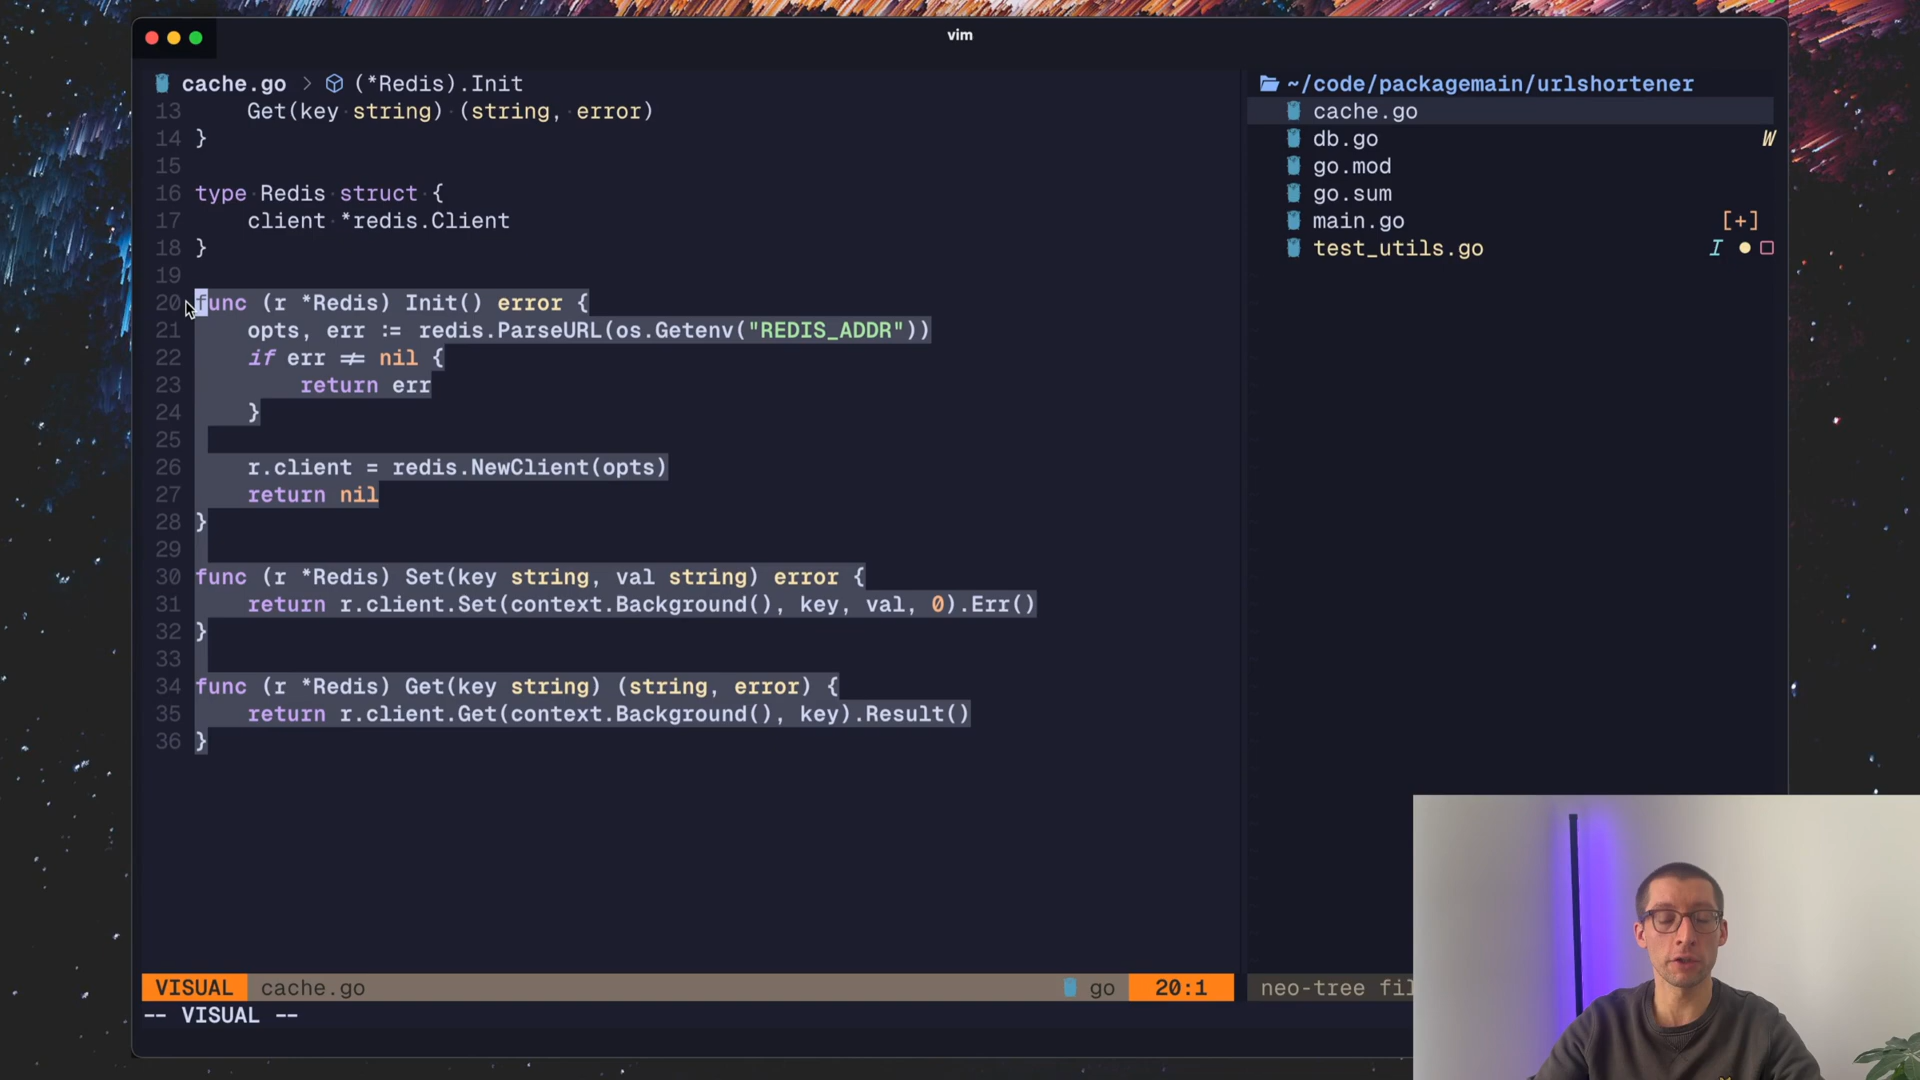 vim
cache.go > (*Redis).Init
13 Get(key string) (string, error)
14 }
15
16 type Redis struct {
17 client *redis.Client
18 }
19
20 func (r *Redis) Init() error {
21 opts, err := redis.ParseURL(os.Getenv("REDIS_ADDR"))
22 if err != nil {
23 return err
24 }
25
26 r.client = redis.NewClient(opts)
27 return nil
28 }
29
30 func (r *Redis) Set(key string, val string) error {
31 return r.client.Set(context.Background(), key, val, 0).Err()
32 }
33
34 func (r *Redis) Get(key string) (string, error) {
35 return r.client.Get(context.Background(), key).Result()
36 }
VISUAL cache.go go 20:1
-- VISUAL --
~/code/packagemain/urlshortener
cache.go
db.go W
go.mod
go.sum
main.go [+]
test_utils.go I
neo-tree fil